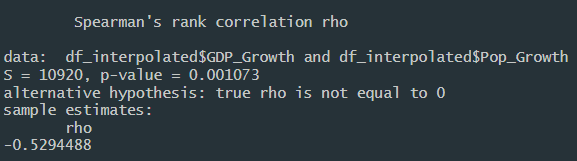 Spearman's rank correlation rho
data:  df_interpolated$GDP_Growth and df_interpolated$Pop_Growth
S = 10920, p-value = 0.001073
alternative hypothesis: true rho is not equal to 0
sample estimates:
rho
-0.5294488